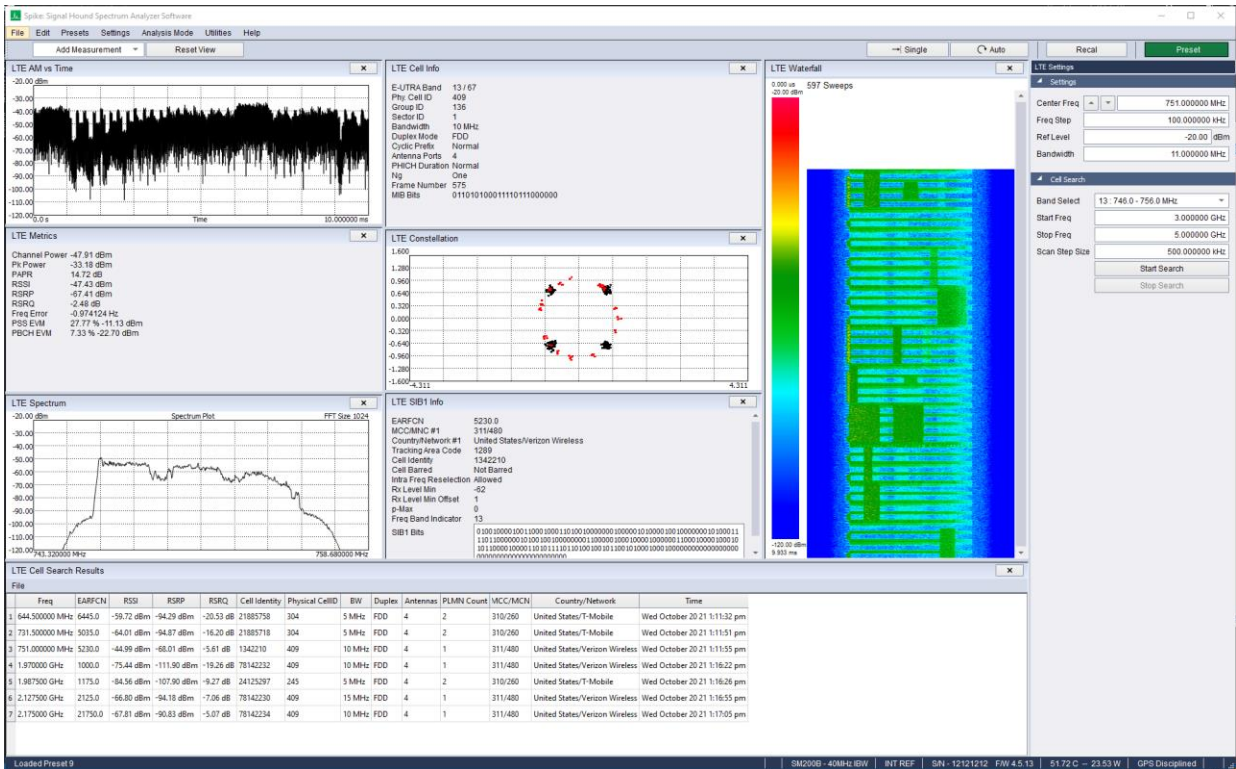 Spike: Signal Hound Spectrum Analyzer Software
File Edit Presets Settings Analysis Mode Utilities Help
Add Measurement Reset View Single Auto Recal Preset
LTE AM vs Time
-20.00 dBm
-30.00
-40.00
-50.00
-60.00
-70.00
-80.00
-90.00
-100.00
-110.00
-120.00
0.0 s Time 10.000000 ms
LTE Cell Info
E-UTRA Band 13 / 67
Phy. Cell ID 409
Group ID 136
Sector ID 1
Bandwidth 10 MHz
Duplex Mode FDD
Cyclic Prefix Normal
Antenna Ports 4
PHICH Duration Normal
Ng One
Frame Number 575
MIB Bits 011010100011110111000000
LTE Waterfall
0.000 us 597 Sweeps
-20.00 dBm
-120.00 dBm
9.933 ms
LTE Settings
Settings
Center Freq 751.000000 MHz
Freq Step 100.000000 kHz
Ref Level -20.00 dBm
Bandwidth 11.000000 MHz
Cell Search
Band Select 13 : 746.0 - 756.0 MHz
Start Freq 3.000000 GHz
Stop Freq 5.000000 GHz
Scan Step Size 500.000000 kHz
Start Search
Stop Search
LTE Metrics
Channel Power -47.91 dBm
Pk Power -33.18 dBm
PAPR 14.72 dB
RSSI -47.43 dBm
RSRP -67.41 dBm
RSRQ -2.48 dB
Freq Error -0.974124 Hz
PSS EVM 27.77 % -11.13 dBm
PBCH EVM 7.33 % -22.70 dBm
LTE Constellation
1.600
1.280
0.960
0.640
0.320
0.000
-0.320
-0.640
-0.960
-1.280
-1.600
-4.311 4.311
LTE Spectrum
-20.00 dBm Spectrum Plot FFT Size 1024
-30.00
-40.00
-50.00
-60.00
-70.00
-80.00
-90.00
-100.00
-110.00
-120.00
743.320000 MHz 758.680000 MHz
LTE SIB1 Info
EARFCN 5230.0
MCC/MNC #1 311/480
Country/Network #1 United States/Verizon Wireless
Tracking Area Code 1289
Cell Identity 1342210
Cell Barred Not Barred
Intra Freq Reselection Allowed
Rx Level Min -62
Rx Level Min Offset 1
p-Max 0
Freq Band Indicator 13
SIB1 Bits
LTE Cell Search Results
File
Freq EARFCN RSSI RSRP RSRQ Cell Identity Physical CellID BW Duplex Antennas PLMN Count MCC/MCN Country/Network Time
1 644.500000 MHz 6445.0 -59.72 dBm -94.29 dBm -20.53 dB 21885758 304 5 MHz FDD 4 2 310/260 United States/T-Mobile Wed October 20 21 1:11:32 pm
2 731.500000 MHz 5035.0 -64.01 dBm -94.87 dBm -16.20 dB 21885718 304 5 MHz FDD 4 2 310/260 United States/T-Mobile Wed October 20 21 1:11:51 pm
3 751.000000 MHz 5230.0 -44.99 dBm -68.01 dBm -5.61 dB 1342210 409 10 MHz FDD 4 1 311/480 United States/Verizon Wireless Wed October 20 21 1:11:55 pm
4 1.970000 GHz 1000.0 -75.44 dBm -111.90 dBm -19.26 dB 78142232 409 10 MHz FDD 4 1 311/480 United States/Verizon Wireless Wed October 20 21 1:16:22 pm
5 1.987500 GHz 1175.0 -84.56 dBm -107.90 dBm -9.27 dB 24125297 245 5 MHz FDD 4 2 310/260 United States/T-Mobile Wed October 20 21 1:16:26 pm
6 2.127500 GHz 2125.0 -66.80 dBm -94.18 dBm -7.06 dB 78142230 409 15 MHz FDD 4 1 311/480 United States/Verizon Wireless Wed October 20 21 1:16:55 pm
7 2.175000 GHz 21750.0 -67.81 dBm -90.83 dBm -5.07 dB 78142234 409 10 MHz FDD 4 1 311/480 United States/Verizon Wireless Wed October 20 21 1:17:05 pm
Loaded Preset 9 SM200B - 40MHz IBW INT REF S/N - 12121212 F/W 4.5.13 51.72 C -- 23.53 W GPS Disciplined